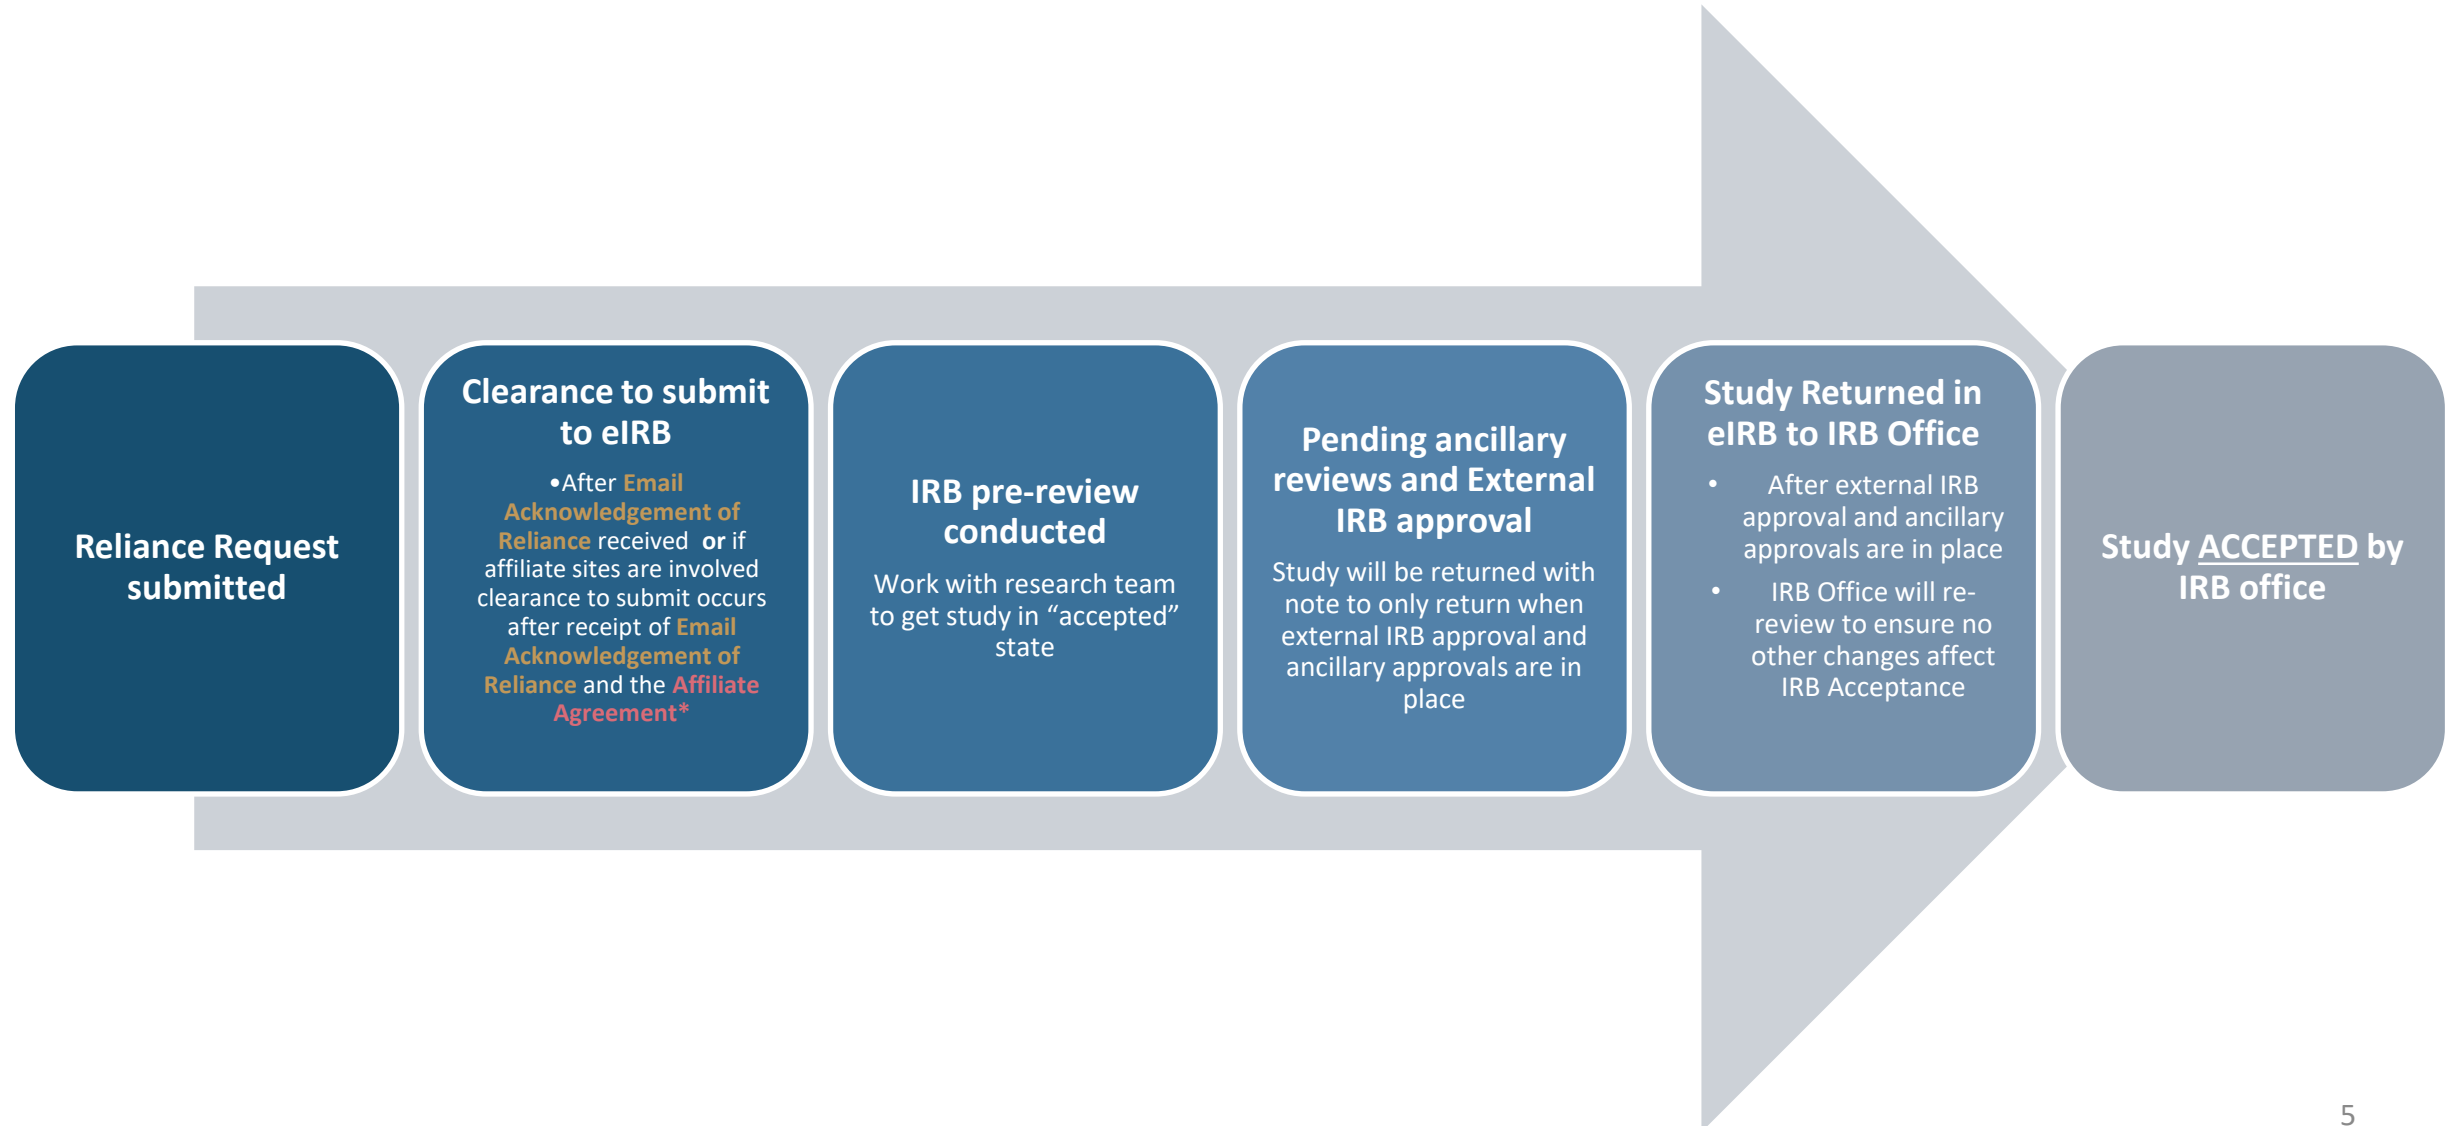 Reliance Request
submitted
Clearance to submit
to eIRB
•After Email
Acknowledgement of
Reliance received or if
affiliate sites are involved
clearance to submit occurs
after receipt of Email
Acknowledgement of
Reliance and the Affiliate
Agreement*
IRB pre-review
conducted
Work with research team
to get study in “accepted”
state
Pending ancillary
reviews and External
IRB approval
Study will be returned with
note to only return when
external IRB approval and
ancillary approvals are in
place
Study Returned in
eIRB to IRB Office
• After external IRB
approval and ancillary
approvals are in place
• IRB Office will re-
review to ensure no
other changes affect
IRB Acceptance
Study ACCEPTED by
IRB office
5